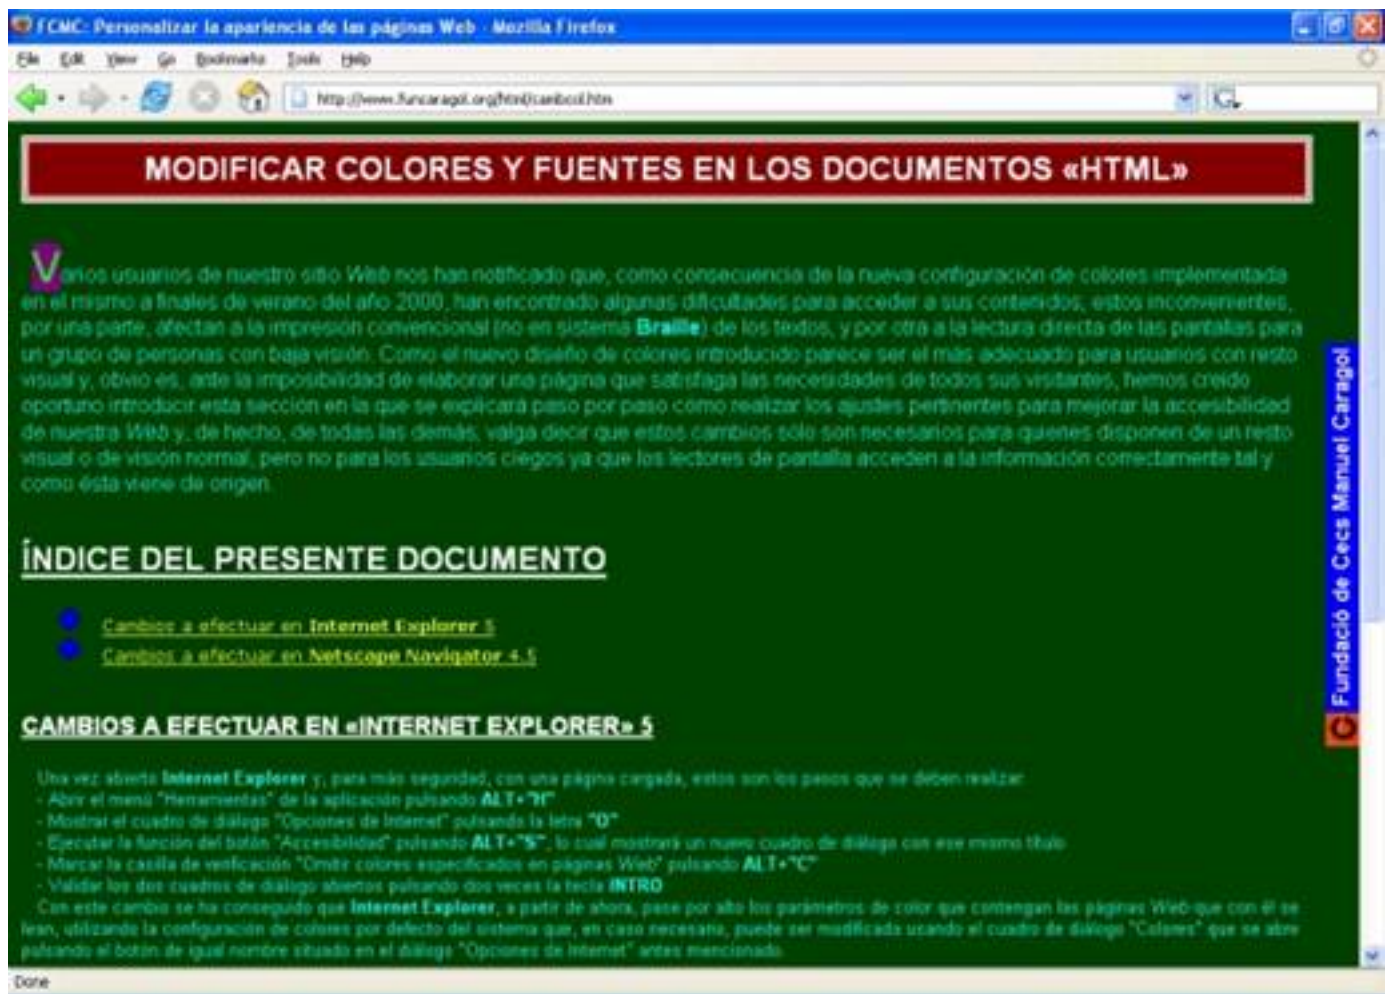 FCMC: Personalizar la apariencia de las páginas Web - Mozilla Firefox
File Edit View Go Bookmarks Tools Help
http://www.funcaragol.org/html/cambcol.htm
MODIFICAR COLORES Y FUENTES EN LOS DOCUMENTOS «HTML»
Varios usuarios de nuestro sitio Web nos han notificado que, como consecuencia de la nueva configuración de colores implementada
en el mismo a finales de verano del año 2000, han encontrado algunas dificultades para acceder a sus contenidos; estos inconvenientes,
por una parte, afectan a la impresión convencional (no en sistema Braille) de los textos, y por otra a la lectura directa de las pantallas para
un grupo de personas con baja visión. Como el nuevo diseño de colores introducido parece ser el más adecuado para usuarios con resto
visual y, obvio es, ante la imposibilidad de elaborar una página que satisfaga las necesidades de todos sus visitantes, hemos creído
oportuno introducir esta sección en la que se explicará paso por paso cómo realizar los ajustes pertinentes para mejorar la accesibilidad
de nuestra Web y, de hecho, de todas las demás; valga decir que estos cambios sólo son necesarios para quienes disponen de un resto
visual o de visión normal, pero no para los usuarios ciegos ya que los lectores de pantalla acceden a la información correctamente tal y
como ésta viene de origen.
ÍNDICE DEL PRESENTE DOCUMENTO
Cambios a efectuar en Internet Explorer 5
Cambios a efectuar en Netscape Navigator 4.5
CAMBIOS A EFECTUAR EN «INTERNET EXPLORER» 5
Una vez abierto Internet Explorer y, para más seguridad, con una página cargada, estos son los pasos que se deben realizar:
- Abrir el menú "Herramientas" de la aplicación pulsando ALT+"H"
- Mostrar el cuadro de diálogo "Opciones de Internet" pulsando la letra "O"
- Ejecutar la función del botón "Accesibilidad" pulsando ALT+"S", lo cual mostrará un nuevo cuadro de diálogo con ese mismo título
- Marcar la casilla de verificación "Omitir colores especificados en páginas Web" pulsando ALT+"C"
- Validar los dos cuadros de diálogo abiertos pulsando dos veces la tecla INTRO
Con este cambio se ha conseguido que Internet Explorer, a partir de ahora, pase por alto los parámetros de color que contengan las páginas Web que con él se
lean, utilizando la configuración de colores por defecto del sistema que, en caso necesario, puede ser modificada usando el cuadro de diálogo "Colores" que se abre
pulsando el botón de igual nombre situado en el diálogo "Opciones de Internet" antes mencionado.
Fundació de Cecs Manuel Caragol
Done